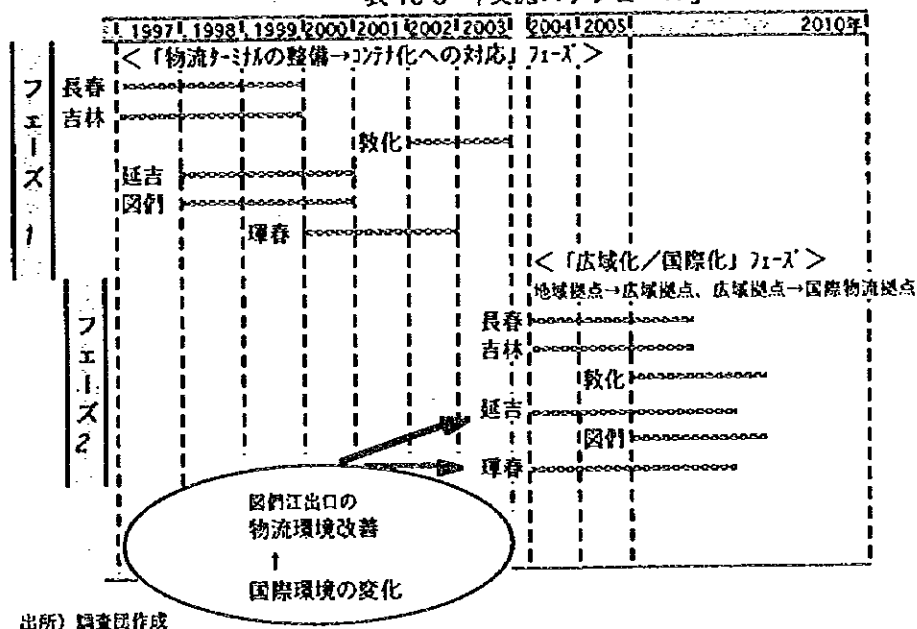 1997 1998 1999 2000 2001 2002 2003 2004 2005 2010年
<「物流ターミナルの整備→コンテナ化への対応」フェーズ>
フェーズ1
長春
吉林
敦化
延吉
図們
琿春
<「広域化/国際化」フェーズ>
地域拠点→広域拠点、広域拠点→国際物流拠点
フェーズ2
長春
吉林
敦化
延吉
図們
琿春
図們江出口の
物流環境改善
↑
国際環境の変化
出所)調査団作成